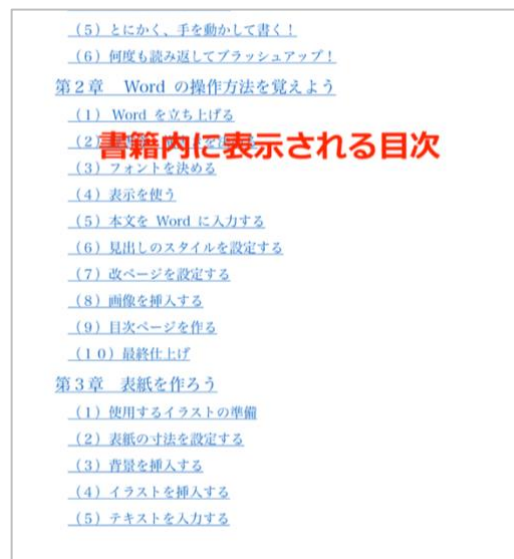 (5) とにかく、手を動かして書く！
(6) 何度も読み返してブラッシュアップ！
第2章　Word の操作方法を覚えよう
(1) Word を立ち上げる
(2)
書籍内に表示される目次
(3) フォントを決める
(4) 表示を使う
(5) 本文を Word に入力する
(6) 見出しのスタイルを設定する
(7) 改ページを設定する
(8) 画像を挿入する
(9) 目次ページを作る
(10) 最終仕上げ
第3章　表紙を作ろう
(1) 使用するイラストの準備
(2) 表紙の寸法を設定する
(3) 背景を挿入する
(4) イラストを挿入する
(5) テキストを入力する